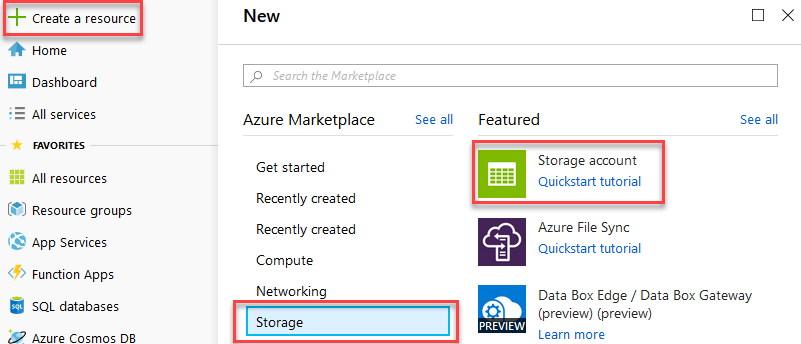 Create a resource
Home
Dashboard
All services
FAVORITES
All resources
Resource groups
App Services
Function Apps
SQL databases
Azure Cosmos DB
New
Search the Marketplace
Azure Marketplace See all
Get started
Recently created
Recently created
Compute
Networking
Storage
Featured See all
Storage account
Quickstart tutorial
Azure File Sync
Quickstart tutorial
PREVIEW
Data Box Edge / Data Box Gateway
(preview) (preview)
Learn more